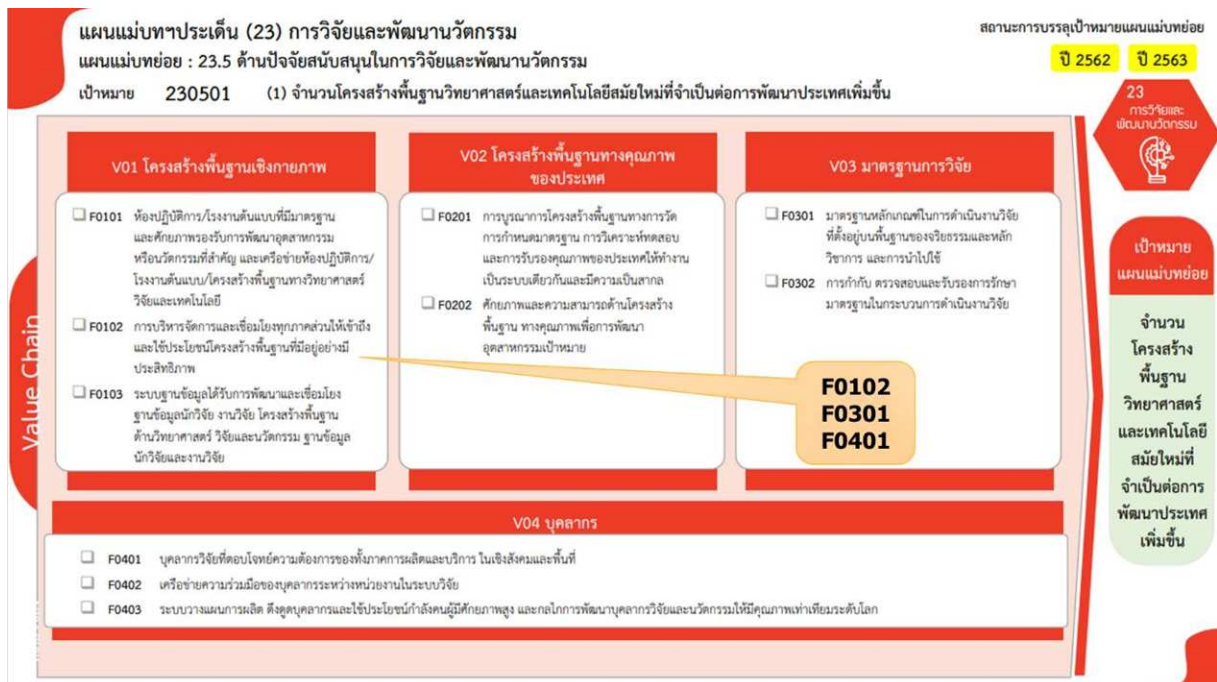 แผนแม่บทฯประเด็น (23) การวิจัยและพัฒนานวัตกรรม
แผนแม่บทย่อย : 23.5 ด้านปัจจัยสนับสนุนในการวิจัยและพัฒนานวัตกรรม
เป้าหมาย 230501 (1) จำนวนโครงสร้างพื้นฐานวิทยาศาสตร์และเทคโนโลยีสมัยใหม่ที่จำเป็นต่อการพัฒนาประเทศเพิ่มขึ้น
สถานะการบรรลุเป้าหมายแผนแม่บทย่อย
ปี 2562 ปี 2563
23
การวิจัยและ
พัฒนานวัตกรรม
Value Chain
V01 โครงสร้างพื้นฐานเชิงกายภาพ
F0101 ห้องปฏิบัติการ/โรงงานต้นแบบที่มีมาตรฐาน
และศักยภาพรองรับการพัฒนาอุตสาหกรรม
หรือนวัตกรรมที่สำคัญ และเครือข่ายห้องปฏิบัติการ/
โรงงานต้นแบบ/โครงสร้างพื้นฐานทางวิทยาศาสตร์
วิจัยและเทคโนโลยี
F0102 การบริหารจัดการและเชื่อมโยงทุกภาคส่วนให้เข้าถึง
และใช้ประโยชน์โครงสร้างพื้นฐานที่มีอยู่อย่างมี
ประสิทธิภาพ
F0103 ระบบฐานข้อมูลได้รับการพัฒนาและเชื่อมโยง
ฐานข้อมูลนักวิจัย งานวิจัย โครงสร้างพื้นฐาน
ด้านวิทยาศาสตร์ วิจัยและนวัตกรรม ฐานข้อมูล
นักวิจัยและงานวิจัย
V02 โครงสร้างพื้นฐานทางคุณภาพ
ของประเทศ
F0201 การบูรณาการโครงสร้างพื้นฐานทางการวัด
การกำหนดมาตรฐาน การวิเคราะห์ทดสอบ
และการรับรองคุณภาพของประเทศให้ทำงาน
เป็นระบบเดียวกันและมีความเป็นสากล
F0202 ศักยภาพและความสามารถด้านโครงสร้าง
พื้นฐาน ทางคุณภาพเพื่อการพัฒนา
อุตสาหกรรมเป้าหมาย
V03 มาตรฐานการวิจัย
F0301 มาตรฐานหลักเกณฑ์ในการดำเนินงานวิจัย
ที่ตั้งอยู่บนพื้นฐานของจริยธรรมและหลัก
วิชาการ และการนำไปใช้
F0302 การกำกับ ตรวจสอบและรับรองการรักษา
มาตรฐานในกระบวนการดำเนินงานวิจัย
F0102
F0301
F0401
V04 บุคลากร
F0401 บุคลากรวิจัยที่ตอบโจทย์ความต้องการของทั้งภาคการผลิตและบริการ ในเชิงสังคมและพื้นที่
F0402 เครือข่ายความร่วมมือของบุคลากรระหว่างหน่วยงานในระบบวิจัย
F0403 ระบบวางแผนการผลิต ดึงดูดบุคลากรและใช้ประโยชน์กำลังคนผู้มีศักยภาพสูง และกลไกการพัฒนาบุคลากรวิจัยและนวัตกรรมให้มีคุณภาพเท่าเทียมระดับโลก
เป้าหมาย
แผนแม่บทย่อย
จำนวน
โครงสร้าง
พื้นฐาน
วิทยาศาสตร์
และเทคโนโลยี
สมัยใหม่ที่
จำเป็นต่อการ
พัฒนาประเทศ
เพิ่มขึ้น